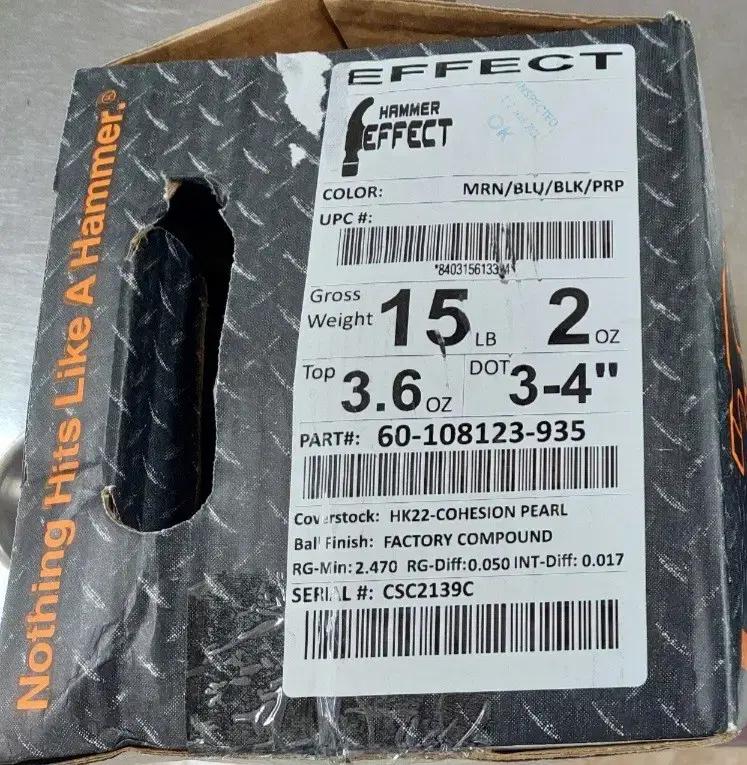 Nothing Hits Like A Hammer.®
EFFECT
HAMMER
EFFECT
INSPECTED
OK
COLOR: MRN/BLU/BLK/PRP
UPC #:
Gross Weight 15 LB 2 OZ
Top 3.6 OZ DOT 3-4"
PART#: 60-108123-935
Coverstock: HK22-COHESION PEARL
Ball Finish: FACTORY COMPOUND
RG-Min: 2.470 RG-Diff: 0.050 INT-Diff: 0.017
SERIAL #: CSC2139C